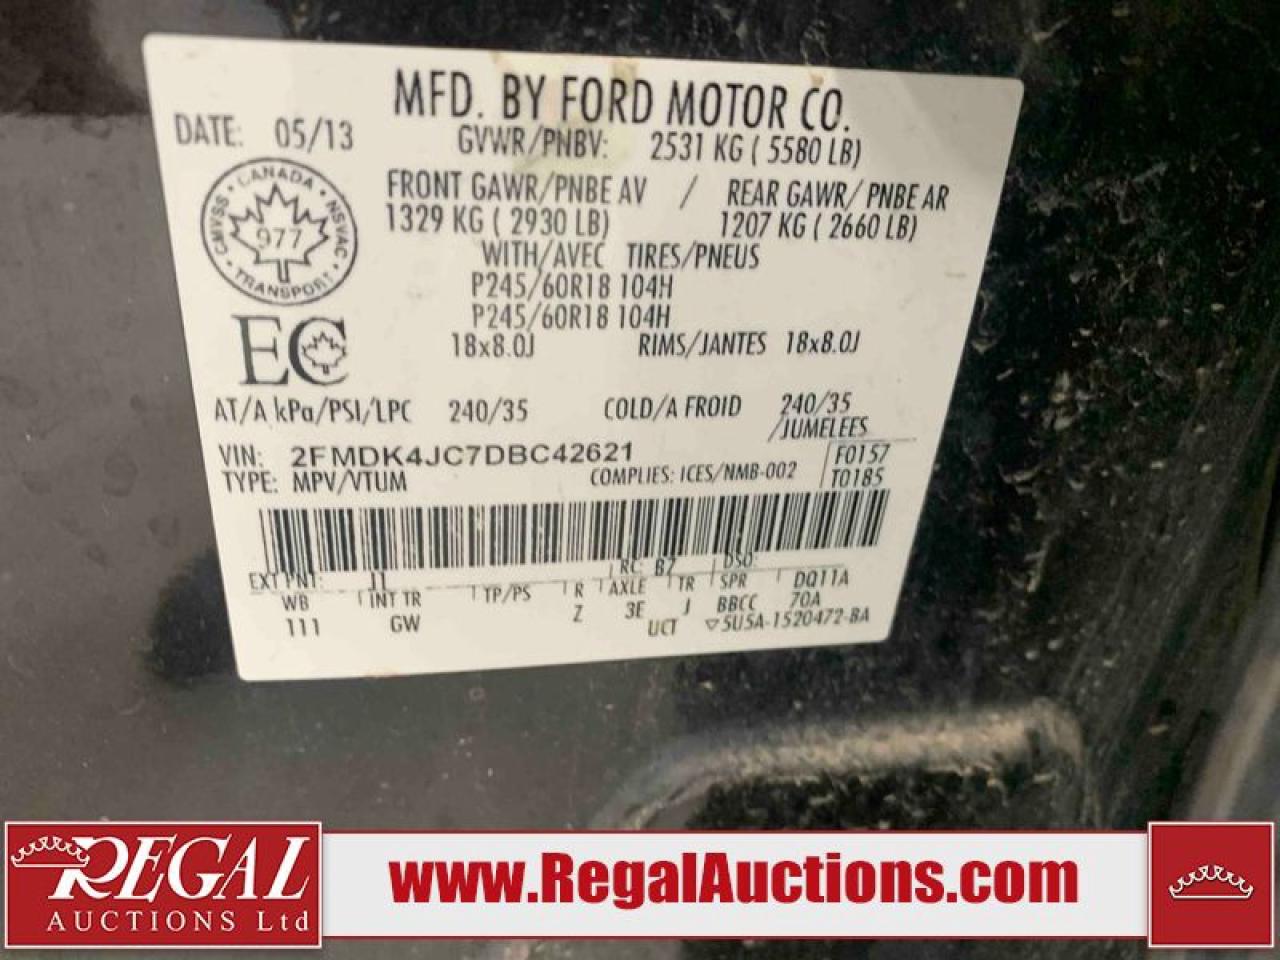 MFD. BY FORD MOTOR CO.
DATE: 05/13
GVWR/PNBV: 2531 KG ( 5580 LB)
FRONT GAWR/PNBE AV / REAR GAWR/ PNBE AR
1329 KG ( 2930 LB) 1207 KG ( 2660 LB)
WITH/AVEC TIRES/PNEUS
P245/60R18 104H
P245/60R18 104H
18x8.0J RIMS/JANTES 18x8.0J
CANADA
CMVSS • NSVAC
977
TRANSPORT
EC
AT/A kPa/PSI/LPC 240/35 COLD/A FROID 240/35
/JUMELEES
VIN: 2FMDK4JC7DBC42621 F0157
TYPE: MPV/VTUM COMPLIES: ICES/NMB-002 T0185
RC: B7 DSO:
EXT PNT: J1
WB INT TR TP/PS R AXLE TR SPR DQ11A
111 GW Z 3E J BBCC 70A
UCT ▽5U5A-1520472-BA
REGAL
AUCTIONS Ltd
www.RegalAuctions.com